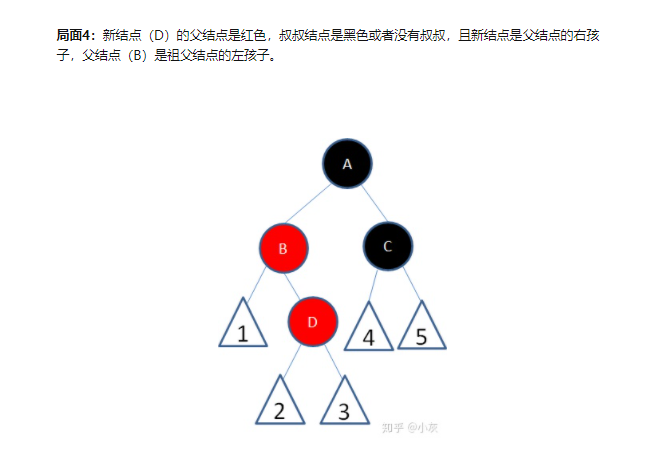 局面4：新结点（D）的父结点是红色，叔叔结点是黑色或者没有叔叔，且新结点是父结点的右孩
子，父结点（B）是祖父结点的左孩子。
A
B
C
D
1
4
5
2
3
知乎 @小灰